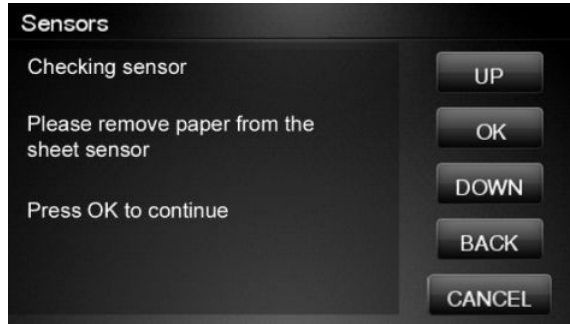 Sensors
Checking sensor
Please remove paper from the
sheet sensor
Press OK to continue
UP
OK
DOWN
BACK
CANCEL